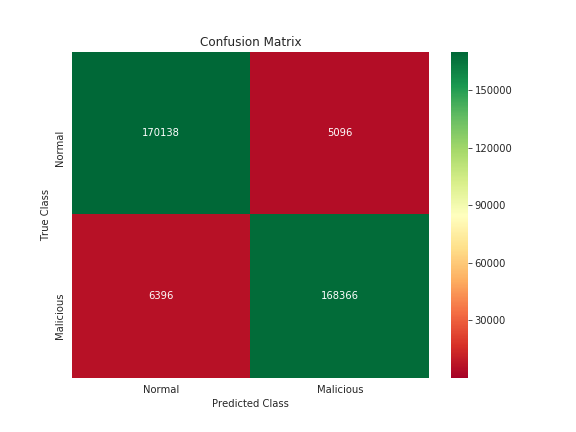 Confusion Matrix
Normal
170138
5096
Malicious
6396
168366
True Class
Normal
Malicious
Predicted Class
150000
120000
90000
60000
30000